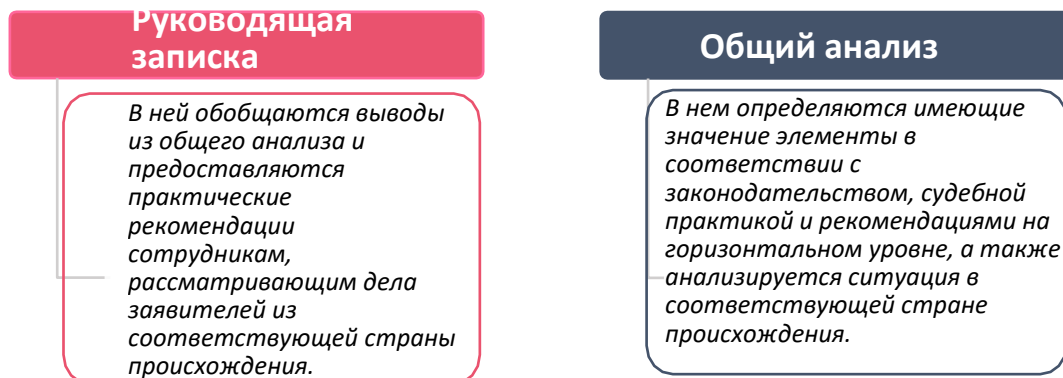 Руководящая
записка
В ней обобщаются выводы
из общего анализа и
предоставляются
практические
рекомендации
сотрудникам,
рассматривающим дела
заявителей из
соответствующей страны
происхождения.
Общий анализ
В нем определяются имеющие
значение элементы в
соответствии с
законодательством, судебной
практикой и рекомендациями на
горизонтальном уровне, а также
анализируется ситуация в
соответствующей стране
происхождения.